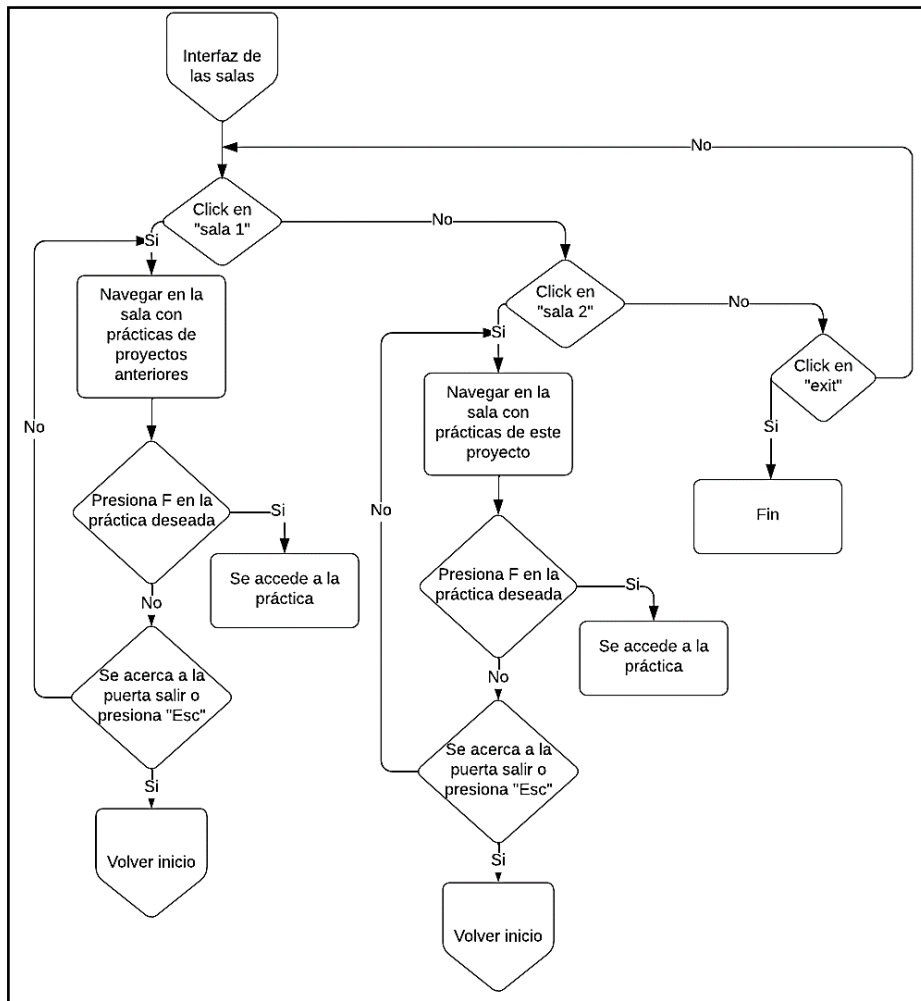 Interfaz de
las salas
No
Click en
"sala 1"
No
Si
Click en
"sala 2"
No
Si
Navegar en la
sala con
prácticas de
proyectos
anteriores
Click en
"exit"
Navegar en la
sala con
prácticas de este
proyecto
No
Si
Presiona F en la
práctica deseada
Si
No
Fin
Se accede a la
práctica
Presiona F en la
práctica deseada
Si
No
Se accede a la
práctica
No
Se acerca a la
puerta salir o
presiona "Esc"
Se acerca a la
puerta salir o
presiona "Esc"
Si
Volver inicio
Si
Volver inicio